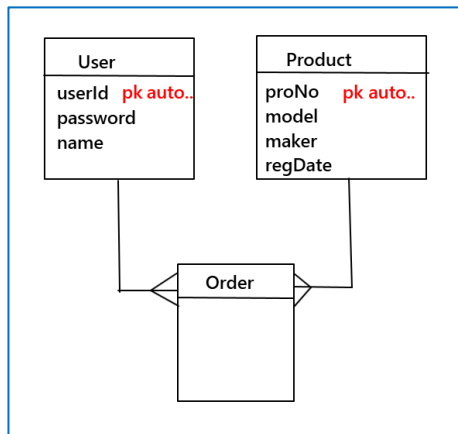 User
userId pk auto..
password
name
Product
proNo pk auto..
model
maker
regDate
Order